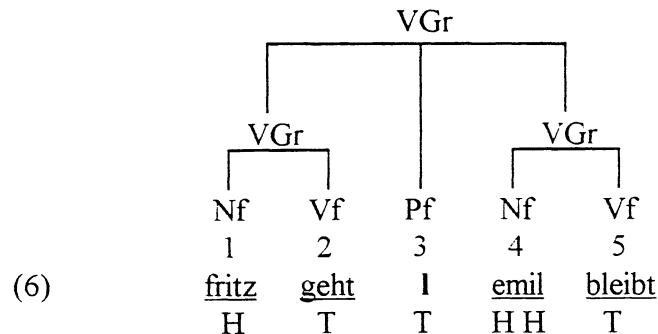 VGr
VGr VGr
Nf Vf Pf Nf Vf
1 2 3 4 5
(6) fritz geht | emil bleibt
H T T H H T